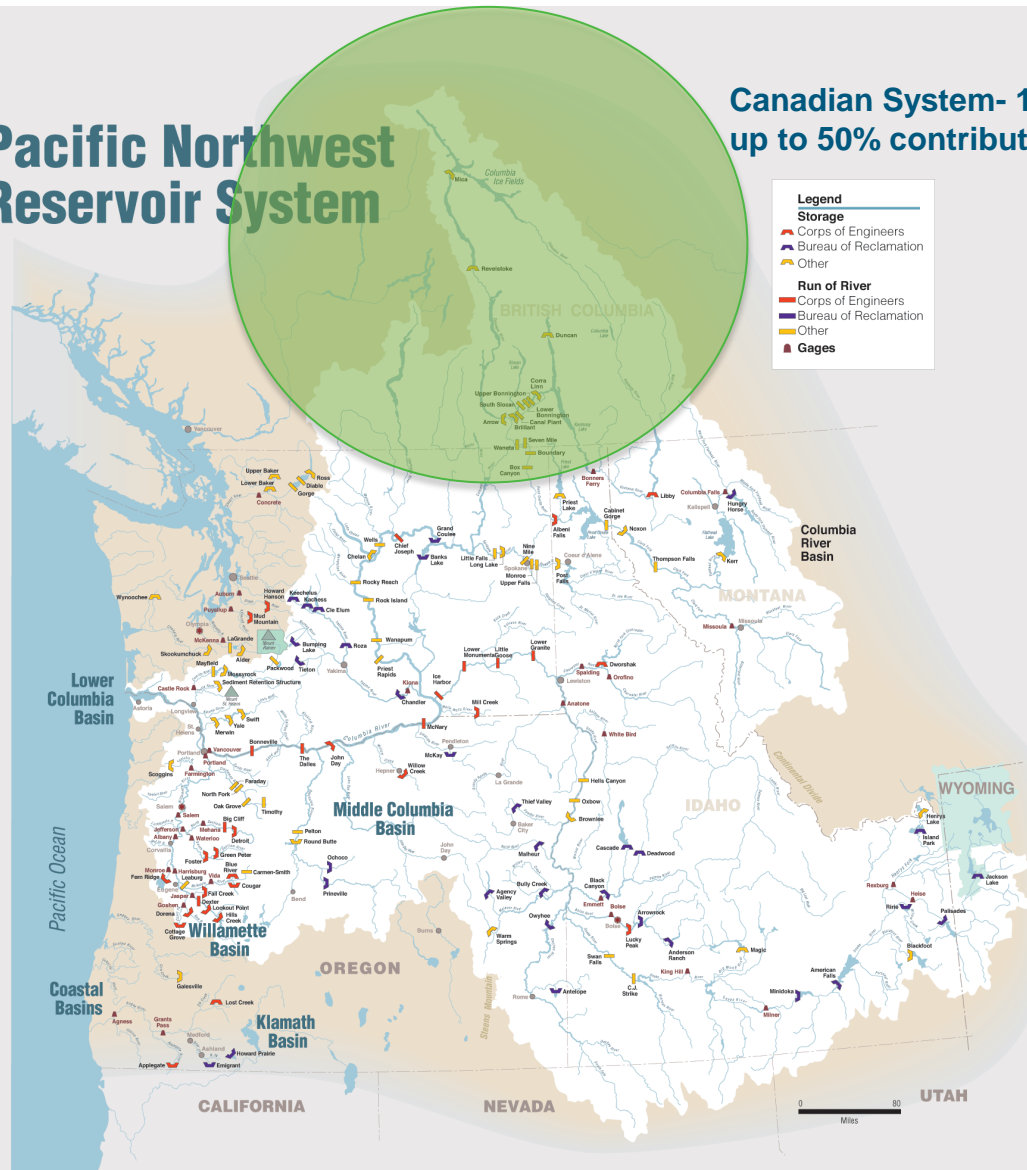 Pacific Northwest
Reservoir System
Canadian System- 1
up to 50% contribut
Legend
Storage
Corps of Engineers
Bureau of Reclamation
Other
Run of River
Corps of Engineers
Bureau of Reclamation
Other
Gages
Columbia
Ice Fields
Mica
Revelstoke
BRITISH COLUMBIA
Duncan
Corra
Linn
Upper Bonnington
South Slocan
Lower
Bonnington
Canal Plant
Arrow
Brilliant
Seven Mile
Waneta
Boundary
Box
Canyon
Vancouver
Upper Baker
Lower Baker
Ross
Diablo
Gorge
Concrete
Bonners
Ferry
Priest
Lake
Libby
Columbia Falls
Hungry
Horse
Kalispell
Albeni
Falls
Cabinet
Gorge
Noxon
Columbia
River
Basin
Wells
Chief
Joseph
Grand
Coulee
Banks
Lake
Chelan
Little Falls
Long Lake
Nine
Mile
Spokane
Monroe
Upper Falls
Post
Falls
Coeur d'Alene
Thompson Falls
Kerr
Rocky Reach
Rock Island
MONTANA
Seattle
Wynoochee
Auburn
Howard
Hanson
Keechelus
Kachess
Cle Elum
Puyallup
Mud
Mountain
Olympia
McKenna
LaGrande
Skookumchuck
Alder
Mount
Rainier
Bumping
Lake
Roza
Wanapum
Missoula
Missoula
Mayfield
Mossyrock
Packwood
Tieton
Yakima
Priest
Rapids
Lower
Monumental
Little
Goose
Lower
Granite
Dworshak
Spalding
Orofino
Lewiston
Sediment Retention Structure
Castle Rock
Lower
Columbia
Basin
Astoria
Longview
Kiona
Chandler
Ice
Harbor
Mill Creek
Anatone
Swift
Yale
Merwin
St.
Helens
Columbia River
McNary
White Bird
Bonneville
Portland
Vancouver
Portland
The
Dalles
John
Day
Pendleton
McKay
Scoggins
Farmington
Hepner
Willow
Creek
La Grande
Hells Canyon
Continental Divide
WYOMING
Faraday
North Fork
Oak Grove
Timothy
Middle Columbia
Basin
Thief Valley
Oxbow
Brownlee
IDAHO
Henrys
Lake
Island
Park
Salem
Salem
Big Cliff
Jefferson
Mehama
Albany
Waterloo
Detroit
Pelton
Round Butte
Baker
City
Corvallis
Foster
Green Peter
John
Day
Malheur
Cascade
Deadwood
Monroe
Harrisburg
Blue
River
Carmen-Smith
Ochoco
Fern Ridge
Leaburg
Vida
Cougar
Eugene
Jasper
Fall Creek
Prineville
Bend
Agency
Valley
Bully Creek
Black
Canyon
Emmett
Boise
Boise
Arrowrock
Rexburg
Heise
Ririe
Jackson
Lake
Palisades
Goshen
Dexter
Lookout Point
Dorena
Hills
Creek
Cottage
Grove
Willamette
Basin
Owyhee
Lucky
Peak
Anderson
Ranch
Magic
Blackfoot
Pacific Ocean
Burns
Warm
Springs
OREGON
Swan
Falls
King Hill
American
Falls
C.J.
Strike
Galesville
Coastal
Basins
Lost Creek
Steens Mountain
Rome
Antelope
Minidoka
Milner
Agness
Grants
Pass
Klamath
Basin
Medford
Ashland
Howard Prairie
Applegate
Emigrant
CALIFORNIA
NEVADA
UTAH
0 80
Miles